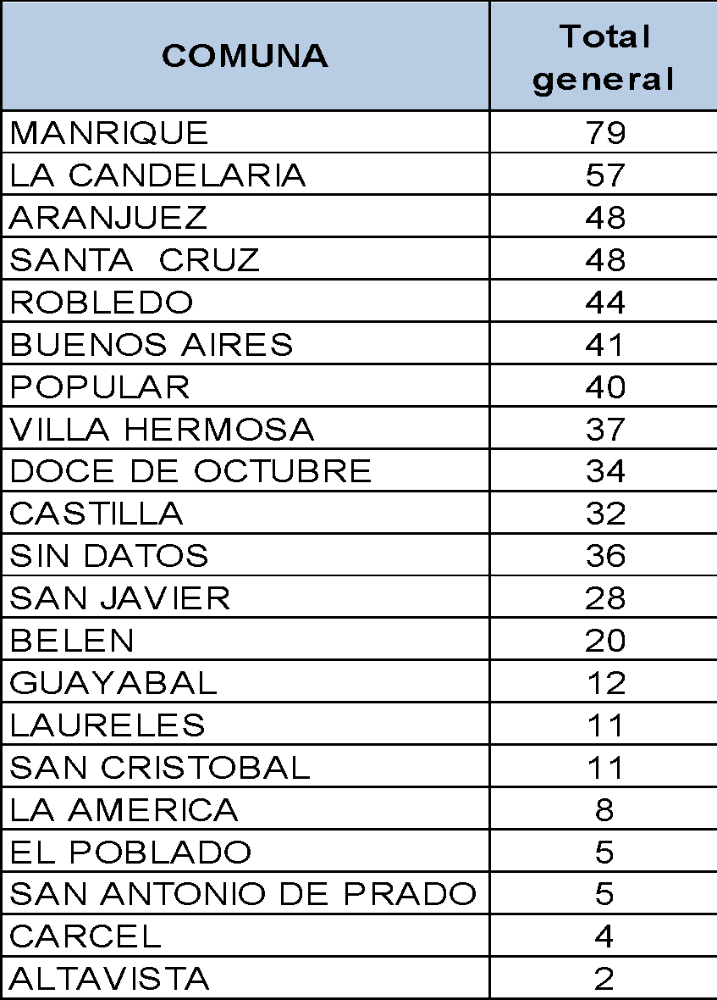 COMUNA Total general
MANRIQUE 79
LA CANDELARIA 57
ARANJUEZ 48
SANTA CRUZ 48
ROBLEDO 44
BUENOS AIRES 41
POPULAR 40
VILLA HERMOSA 37
DOCE DE OCTUBRE 34
CASTILLA 32
SIN DATOS 36
SAN JAVIER 28
BELEN 20
GUAYABAL 12
LAURELES 11
SAN CRISTOBAL 11
LA AMERICA 8
EL POBLADO 5
SAN ANTONIO DE PRADO 5
CARCEL 4
ALTAVISTA 2